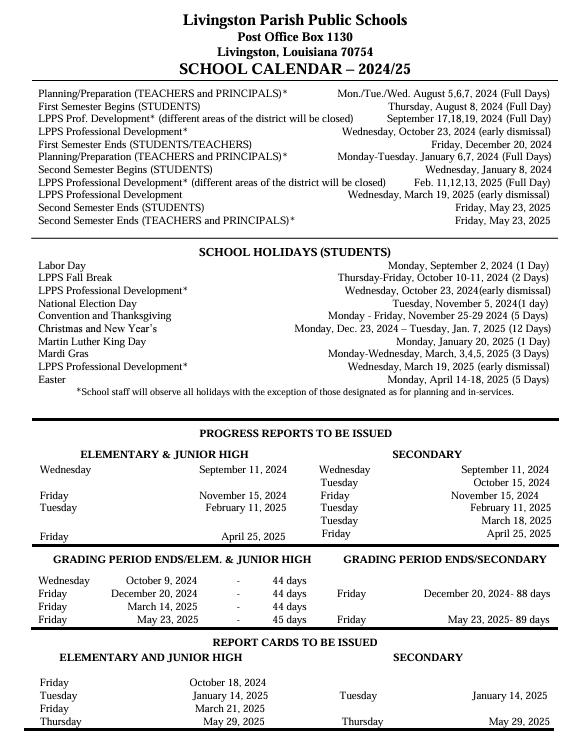 Livingston Parish Public Schools
Post Office Box 1130
Livingston, Louisiana 70754
SCHOOL CALENDAR – 2024/25
Planning/Preparation (TEACHERS and PRINCIPALS)* Mon./Tue./Wed. August 5,6,7, 2024 (Full Days)
First Semester Begins (STUDENTS) Thursday, August 8, 2024 (Full Day)
LPPS Prof. Development* (different areas of the district will be closed) September 17,18,19, 2024 (Full Day)
LPPS Professional Development* Wednesday, October 23, 2024 (early dismissal)
First Semester Ends (STUDENTS/TEACHERS) Friday, December 20, 2024
Planning/Preparation (TEACHERS and PRINCIPALS)* Monday-Tuesday. January 6,7, 2024 (Full Days)
Second Semester Begins (STUDENTS) Wednesday, January 8, 2024
LPPS Professional Development* (different areas of the district will be closed) Feb. 11,12,13, 2025 (Full Day)
LPPS Professional Development Wednesday, March 19, 2025 (early dismissal)
Second Semester Ends (STUDENTS) Friday, May 23, 2025
Second Semester Ends (TEACHERS and PRINCIPALS)* Friday, May 23, 2025
SCHOOL HOLIDAYS (STUDENTS)
Labor Day Monday, September 2, 2024 (1 Day)
LPPS Fall Break Thursday-Friday, October 10-11, 2024 (2 Days)
LPPS Professional Development* Wednesday, October 23, 2024(early dismissal)
National Election Day Tuesday, November 5, 2024(1 day)
Convention and Thanksgiving Monday - Friday, November 25-29 2024 (5 Days)
Christmas and New Year's Monday, Dec. 23, 2024 – Tuesday, Jan. 7, 2025 (12 Days)
Martin Luther King Day Monday, January 20, 2025 (1 Day)
Mardi Gras Monday-Wednesday, March, 3,4,5, 2025 (3 Days)
LPPS Professional Development* Wednesday, March 19, 2025 (early dismissal)
Easter Monday, April 14-18, 2025 (5 Days)
*School staff will observe all holidays with the exception of those designated as for planning and in-services.
PROGRESS REPORTS TO BE ISSUED
ELEMENTARY & JUNIOR HIGH SECONDARY
Wednesday September 11, 2024 Wednesday September 11, 2024
Tuesday October 15, 2024
Friday November 15, 2024 Friday November 15, 2024
Tuesday February 11, 2025 Tuesday February 11, 2025
Tuesday March 18, 2025
Friday April 25, 2025 Friday April 25, 2025
GRADING PERIOD ENDS/ELEM. & JUNIOR HIGH GRADING PERIOD ENDS/SECONDARY
Wednesday October 9, 2024 - 44 days
Friday December 20, 2024 - 44 days Friday December 20, 2024- 88 days
Friday March 14, 2025 - 44 days
Friday May 23, 2025 - 45 days Friday May 23, 2025- 89 days
REPORT CARDS TO BE ISSUED
ELEMENTARY AND JUNIOR HIGH SECONDARY
Friday October 18, 2024
Tuesday January 14, 2025 Tuesday January 14, 2025
Friday March 21, 2025
Thursday May 29, 2025 Thursday May 29, 2025